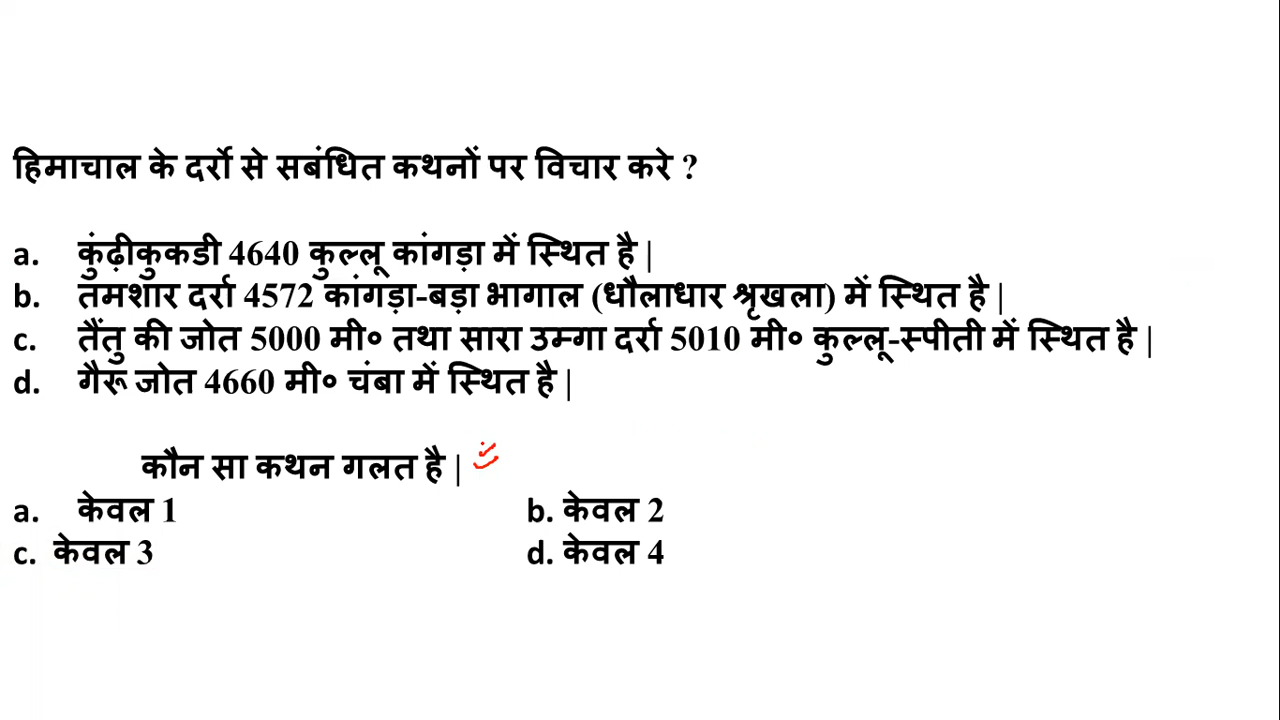 हिमाचाल के दर्रो से सबंधित कथनों पर विचार करे ?
a. कुंढ़ीकुकडी 4640 कुल्लू कांगड़ा में स्थित है |
b. तमशार दर्रा 4572 कांगड़ा-बड़ा भागाल (धौलाधार श्रृखला) में स्थित है |
c. तैंतु की जोत 5000 मी० तथा सारा उम्गा दर्रा 5010 मी० कुल्लू-स्पीती में स्थित है |
d. गैरू जोत 4660 मी० चंबा में स्थित है |
कौन सा कथन गलत है |
a. केवल 1 b. केवल 2
c. केवल 3 d. केवल 4